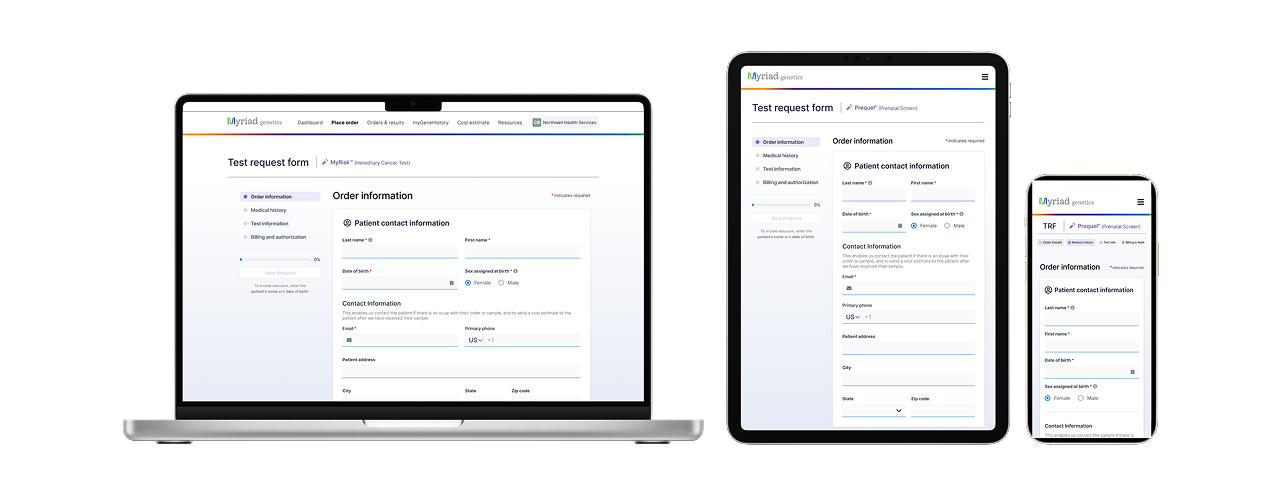 Myriad genetics
Dashboard Place order Orders & results myGeneHistory Cost estimate Resources CB Northwell Health Services
Test request form MyRisk™ (Hereditary Cancer Test)
Order information
Medical history
Test information
Billing and authorization
0%
Save Progress
To enable autosave, enter the
patient's name and date of birth.
Order information
*indicates required
Patient contact information
Last name * First name *
Date of birth * Sex assigned at birth *
Female Male
Contact Information
This enables us contact the patient if there is an issue with their order or sample, and to send a cost estimate to the
patient after we have received their sample.
Email * Primary phone
US +1
Patient address
City State Zip code
Myriad genetics
Test request form Prequel® (Prenatal Screen)
Order information
Medical history
Test information
Billing and authorization
0%
Save Progress
To enable autosave, enter the
patient's name and date of birth.
Order information
*indicates required
Patient contact information
Last name * First name *
Date of birth * Sex assigned at birth *
Female Male
Contact Information
This enables us contact the patient if there is an issue with their
order or sample, and to send a cost estimate to the patient after
we have received their sample.
Email *
Primary phone
US +1
Patient address
City
State Zip code
Myriad genetics
TRF Prequel® (Prenatal Screen)
Order Details Medical history Test info Billing & Auth
Order information *indicates required
Patient contact information
Last name *
First name *
Date of birth *
Sex assigned at birth *
Female Male
Contact Information
This enables us contact the patient if there is